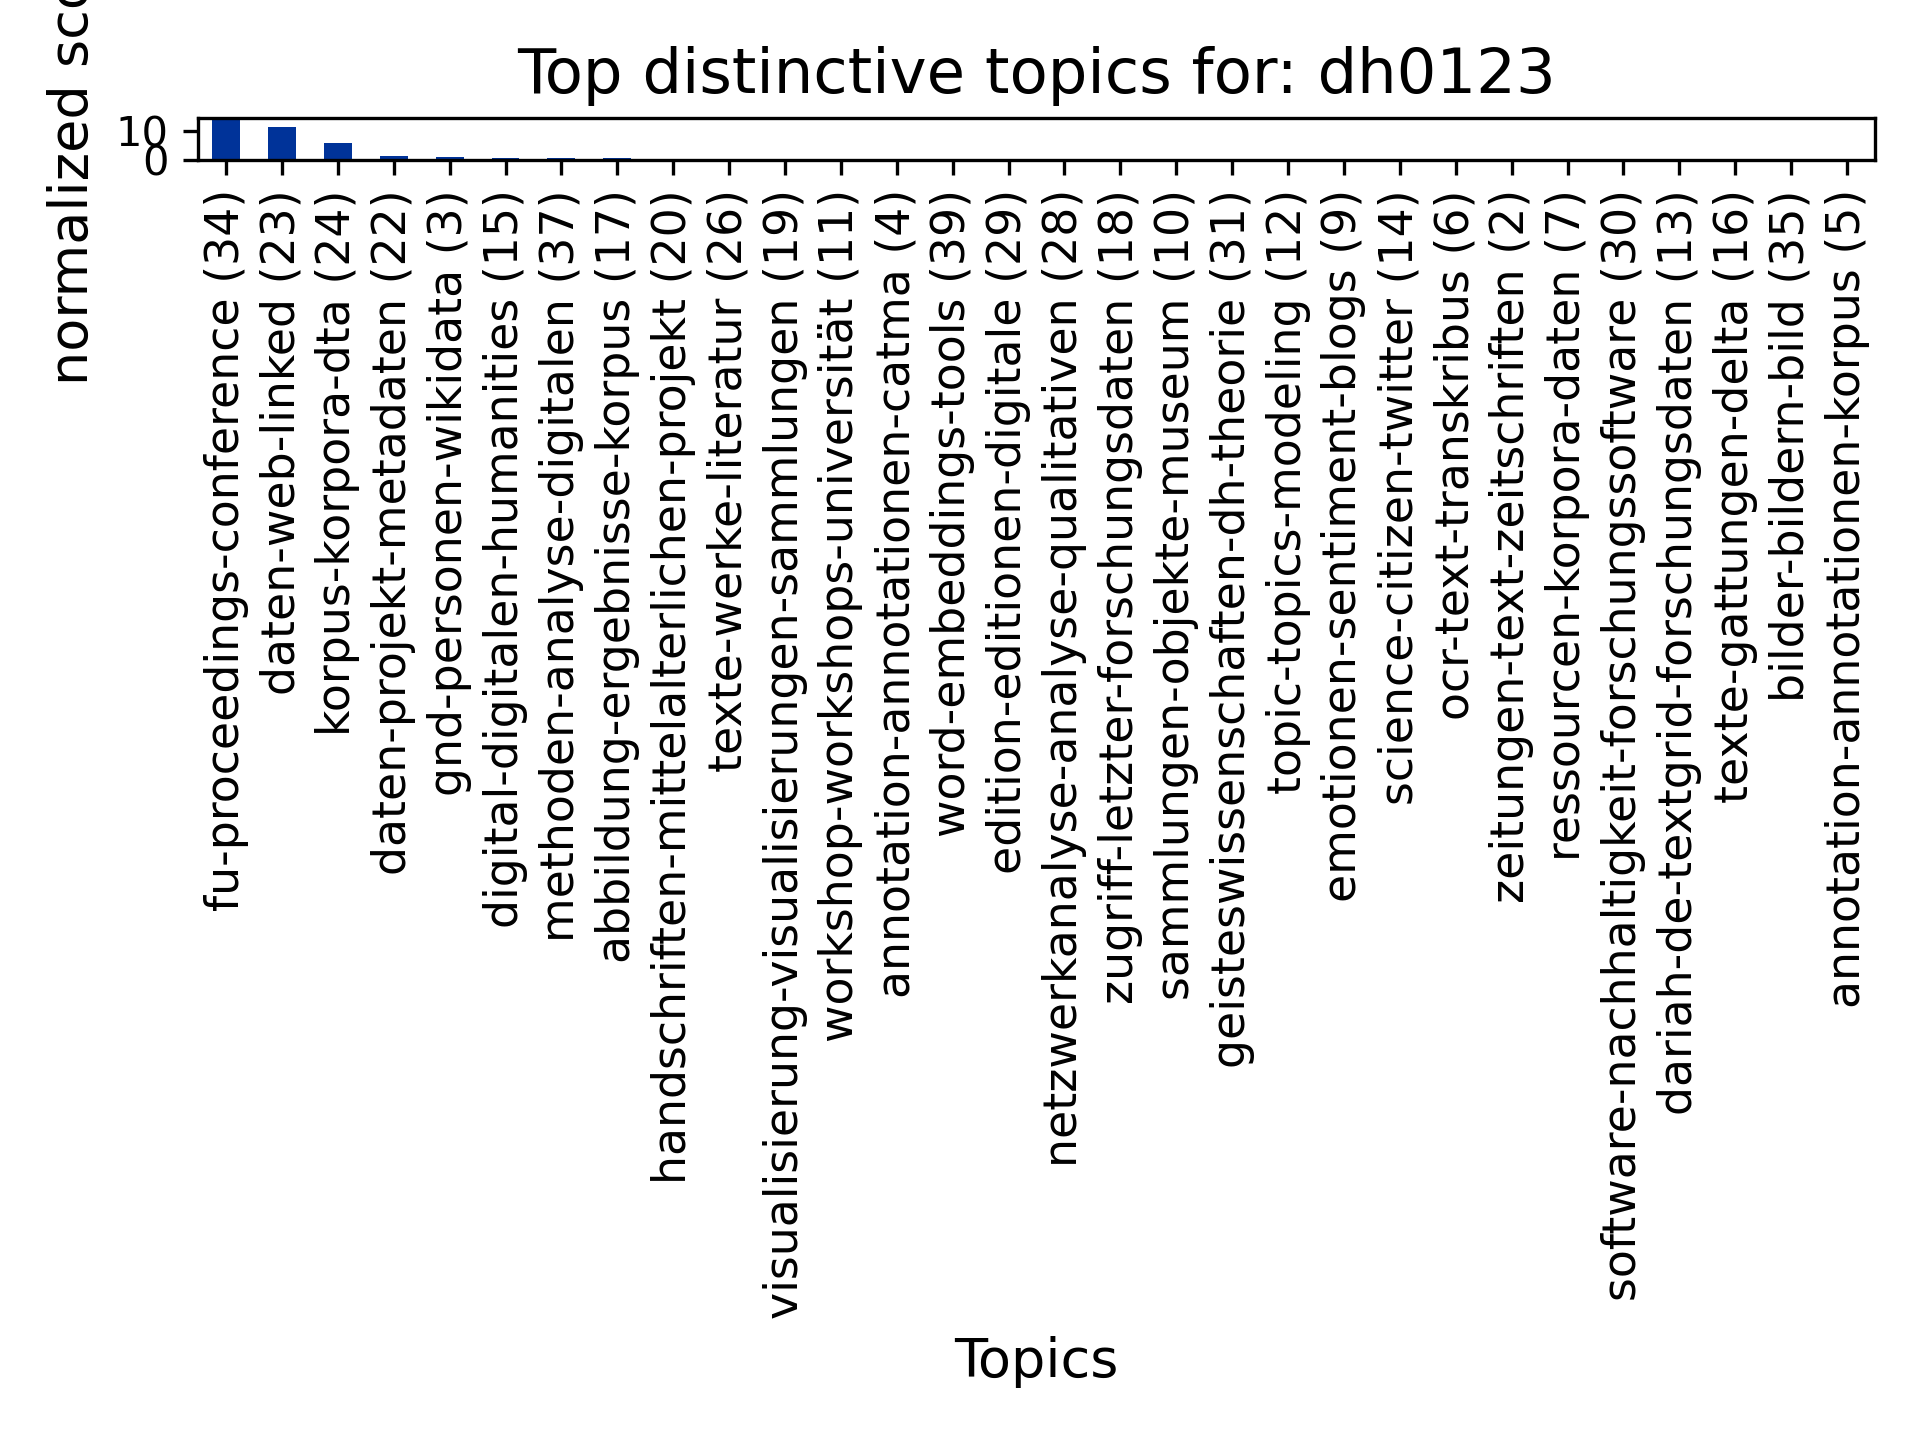 Top distinctive topics for: dh0123
normalized
10
0
fu-proceedings-conference (34)
daten-web-linked (23)
korpus-korpora-dta (24)
daten-projekt-metadaten (22)
gnd-personen-wikidata (3)
digital-digitalen-humanities (15)
methoden-analyse-digitalen (37)
abbildung-ergebnisse-korpus (17)
handschriften-mittelalterlichen-projekt (20)
texte-werke-literatur (26)
visualisierung-visualisierungen-sammlungen (19)
workshop-workshops-universität (11)
annotation-annotationen-catma (4)
word-embeddings-tools (39)
edition-editionen-digitale (29)
netzwerkanalyse-analyse-qualitativen (28)
zugriff-letzter-forschungsdaten (18)
sammlungen-objekte-museum (10)
geisteswissenschaften-dh-theorie (31)
topic-topics-modeling (12)
emotionen-sentiment-blogs (9)
science-citizen-twitter (14)
ocr-text-transkribus (6)
zeitungen-text-zeitschriften (2)
ressourcen-korpora-daten (7)
software-nachhaltigkeit-forschungssoftware (30)
dariah-de-textgrid-forschungsdaten (13)
texte-gattungen-delta (16)
bilder-bildern-bild (35)
annotation-annotationen-korpus (5)
Topics